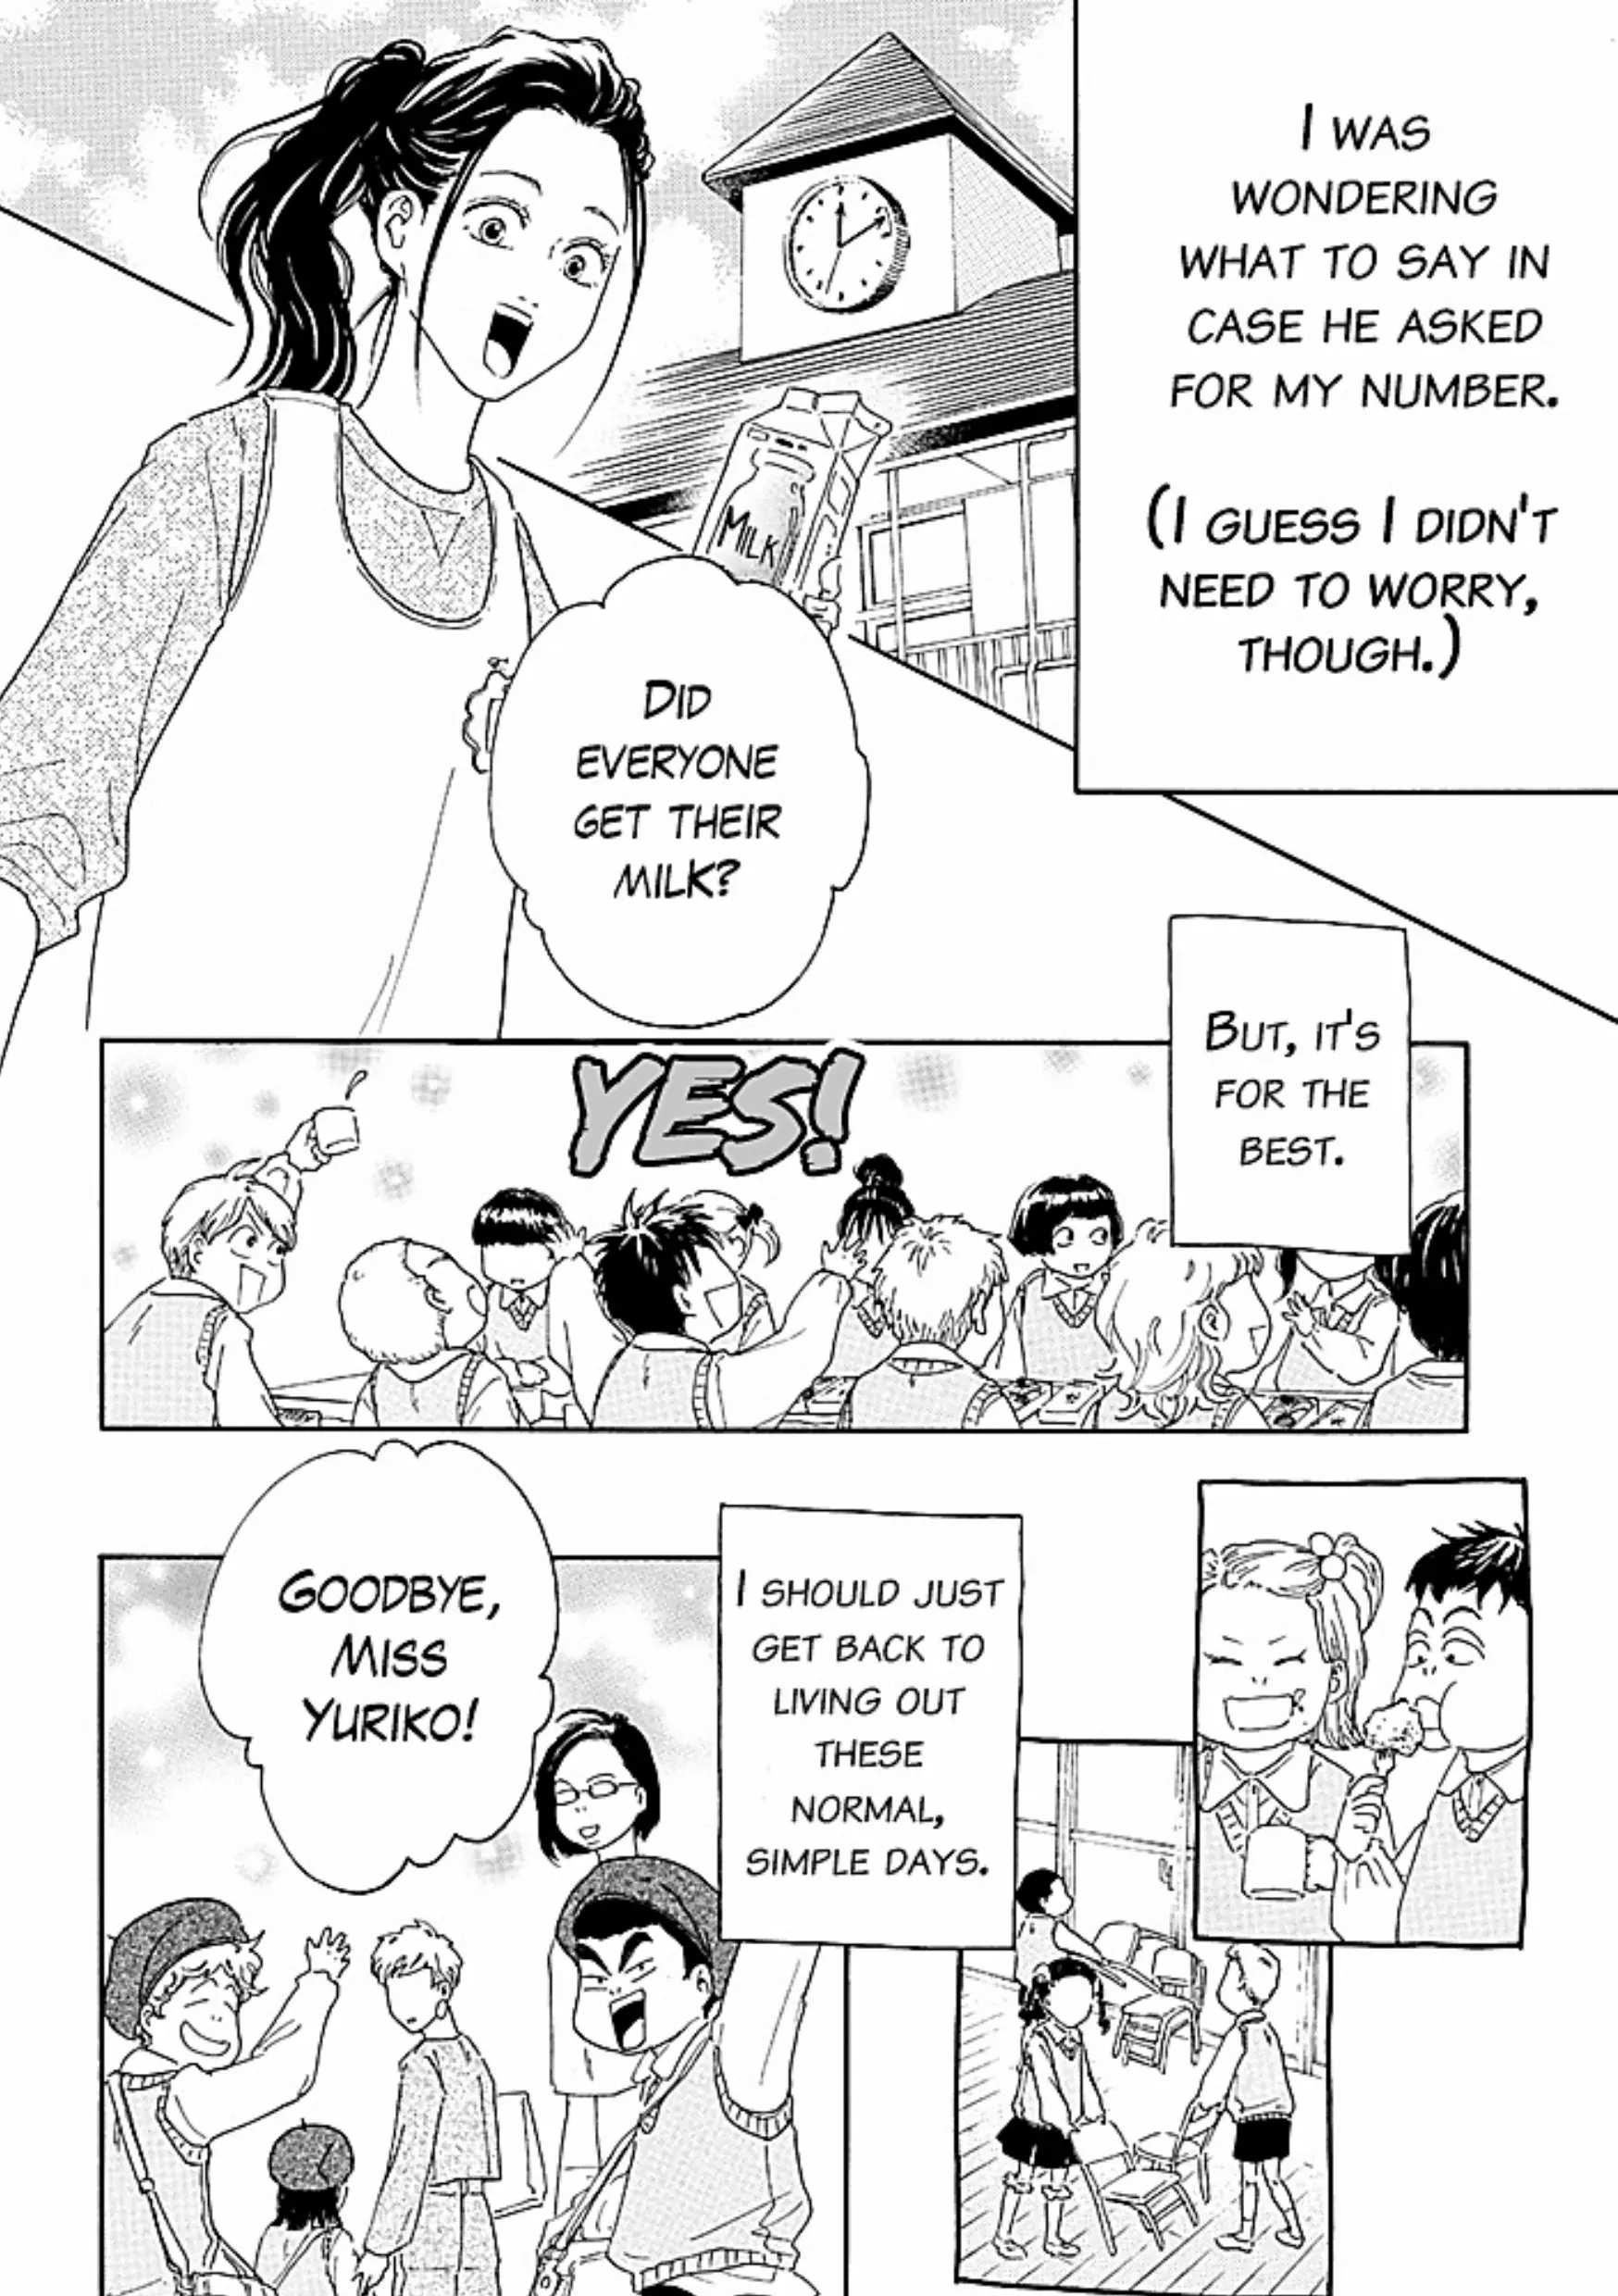 I WAS
WONDERING
WHAT TO SAY IN
CASE HE ASKED
FOR MY NUMBER.
(I GUESS I DIDN'T
NEED TO WORRY,
THOUGH.)
MILK
DID
EVERYONE
GET THEIR
MILK?
BUT, IT'S
FOR THE
BEST.
YES!
I SHOULD JUST
GET BACK TO
LIVING OUT
THESE
NORMAL,
SIMPLE DAYS.
GOODBYE,
MISS
YURIKO!